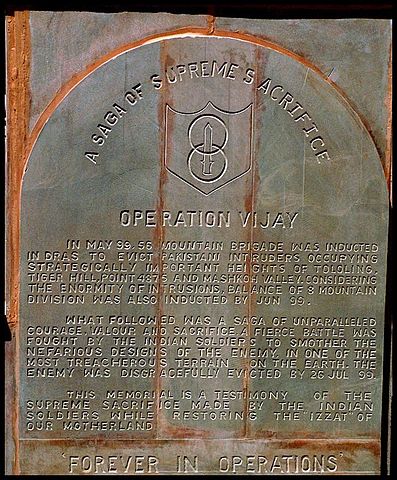 A SAGA OF SUPREME SACRIFICE
8
OPERATION VIJAY
IN MAY 99, 56 MOUNTAIN BRIGADE WAS INDUCTED
IN DRAS TO EVICT PAKISTANI INTRUDERS OCCUPYING
STRATEGICALLY IMPORTANT HEIGHTS OF TOLOLING,
TIGER HILL, POINT 4875, AND MASHKOH VALLEY. CONSIDERING
THE ENORMITY OF INTRUSIONS, BALANCE OF 8 MOUNTAIN
DIVISION WAS ALSO INDUCTED BY JUN 99.
WHAT FOLLOWED WAS A SAGA OF UNPARALLELED
COURAGE, VALOUR AND SACRIFICE. A FIERCE BATTLE WAS
FOUGHT BY THE INDIAN SOLDIERS TO SMOTHER THE
NEFARIOUS DESIGNS OF THE ENEMY, IN ONE OF THE
MOST TREACHEROUS TERRAIN ON THE EARTH. THE
ENEMY WAS DISGRACEFULLY EVICTED BY 26 JUL 99.
THIS MEMORIAL IS A TESTIMONY OF THE
SUPREME SACRIFICE MADE BY THE INDIAN
SOLDIERS WHILE RESTORING THE 'IZZAT' OF
OUR MOTHERLAND
'FOREVER IN OPERATIONS'